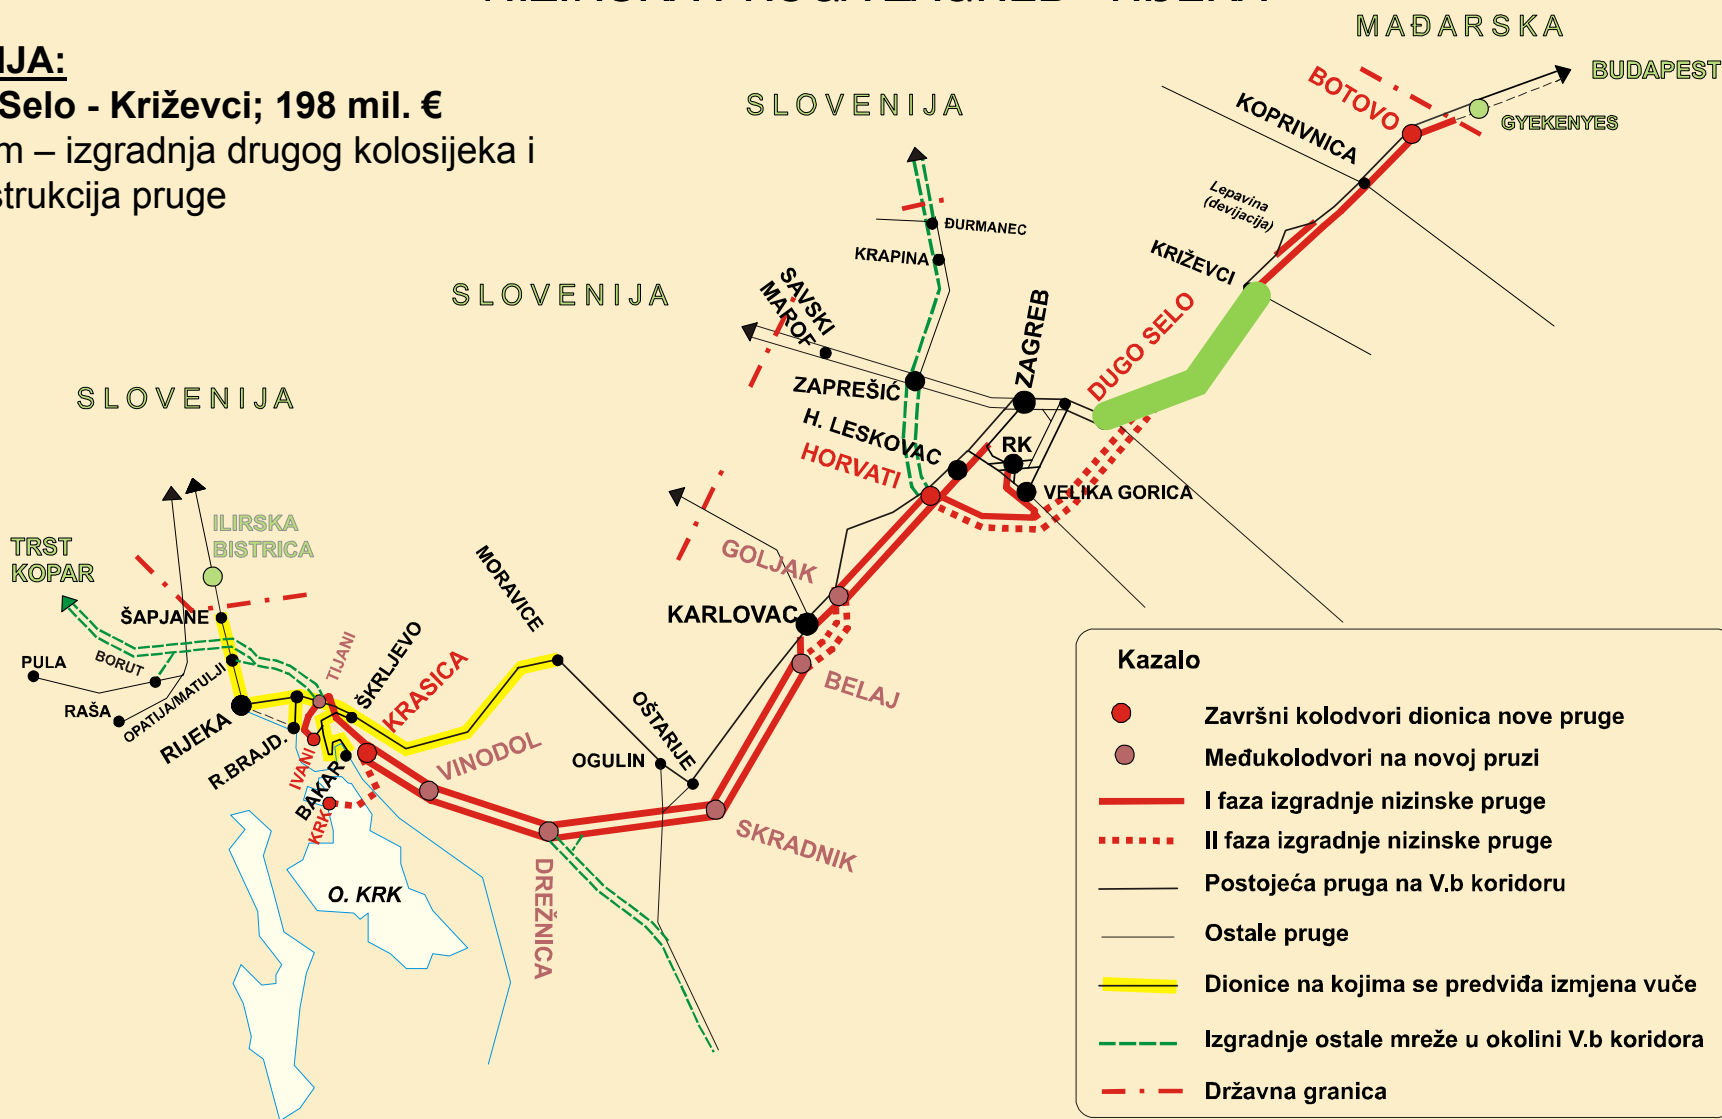 MAĐARSKA
IJA:
Selo - Križevci; 198 mil. €
m – izgradnja drugog kolosijeka i
strukcija pruge
SLOVENIJA
BOTOVO
BUDAPEST
GYEKENYES
KOPRIVNICA
Lepavina
(devijacija)
KRIŽEVCI
ĐURMANEC
KRAPINA
SLOVENIJA
SAVSKI
MAROF
ZAGREB
DUGO SELO
ZAPREŠIĆ
H. LESKOVAC
HORVATI
RK
VELIKA GORICA
SLOVENIJA
ILIRSKA
BISTRICA
TRST
KOPAR
MORAVICE
GOLJAK
KARLOVAC
ŠAPJANE
BORUT
PULA
RAŠA
OPATIJA/MATULJI
TIJANI
ŠKRLJEVO
KRASICA
BELAJ
RIJEKA
R.BRAJD.
IVANI
BAKAR
KRK
VINODOL
OŠTARIJE
OGULIN
SKRADNIK
DREŽNICA
O. KRK
Kazalo
Završni kolodvori dionica nove pruge
Međukolodvori na novoj pruzi
I faza izgradnje nizinske pruge
II faza izgradnje nizinske pruge
Postojeća pruga na V.b koridoru
Ostale pruge
Dionice na kojima se predviđa izmjena vuče
Izgradnje ostale mreže u okolini V.b koridora
Državna granica